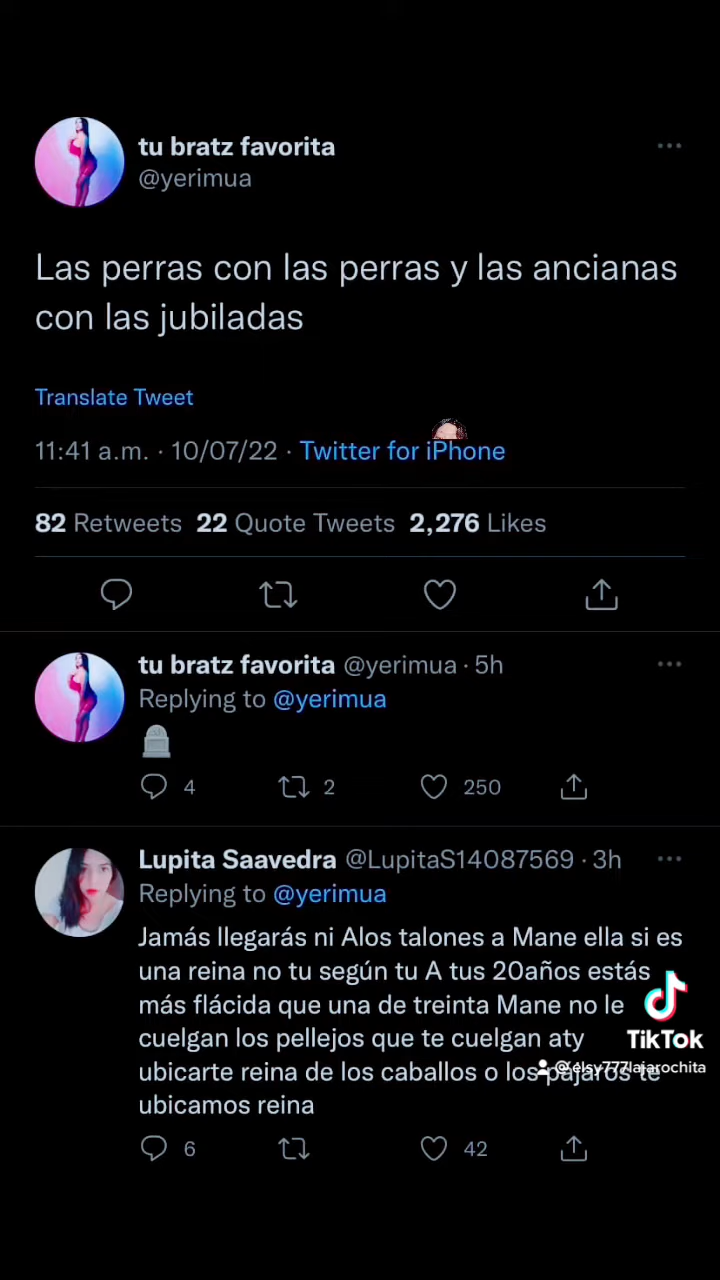 tu bratz favorita
@yerimua
Las perras con las perras y las ancianas
con las jubiladas
Translate Tweet
11:41 a.m. · 10/07/22 · Twitter for iPhone
82 Retweets 22 Quote Tweets 2,276 Likes
tu bratz favorita @yerimua · 5h
Replying to @yerimua
4 2 250
Lupita Saavedra @LupitaS14087569 · 3h
Replying to @yerimua
Jamás llegarás ni Alos talones a Mane ella si es
una reina no tu según tu A tus 20años estás
más flácida que una de treinta Mane no le
cuelgan los pellejos que te cuelgan aty
ubicarte reina de los caballos o los pájaros te
ubicamos reina
6 42
TikTok
@elsy777lajarochita